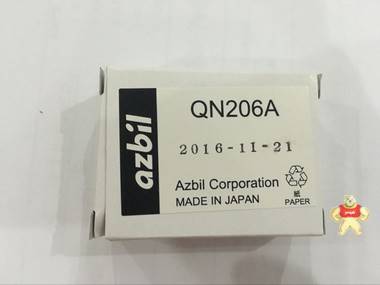 azbil
QN206A
2016-11-21
Azbil Corporation
MADE IN JAPAN
紙
PAPER